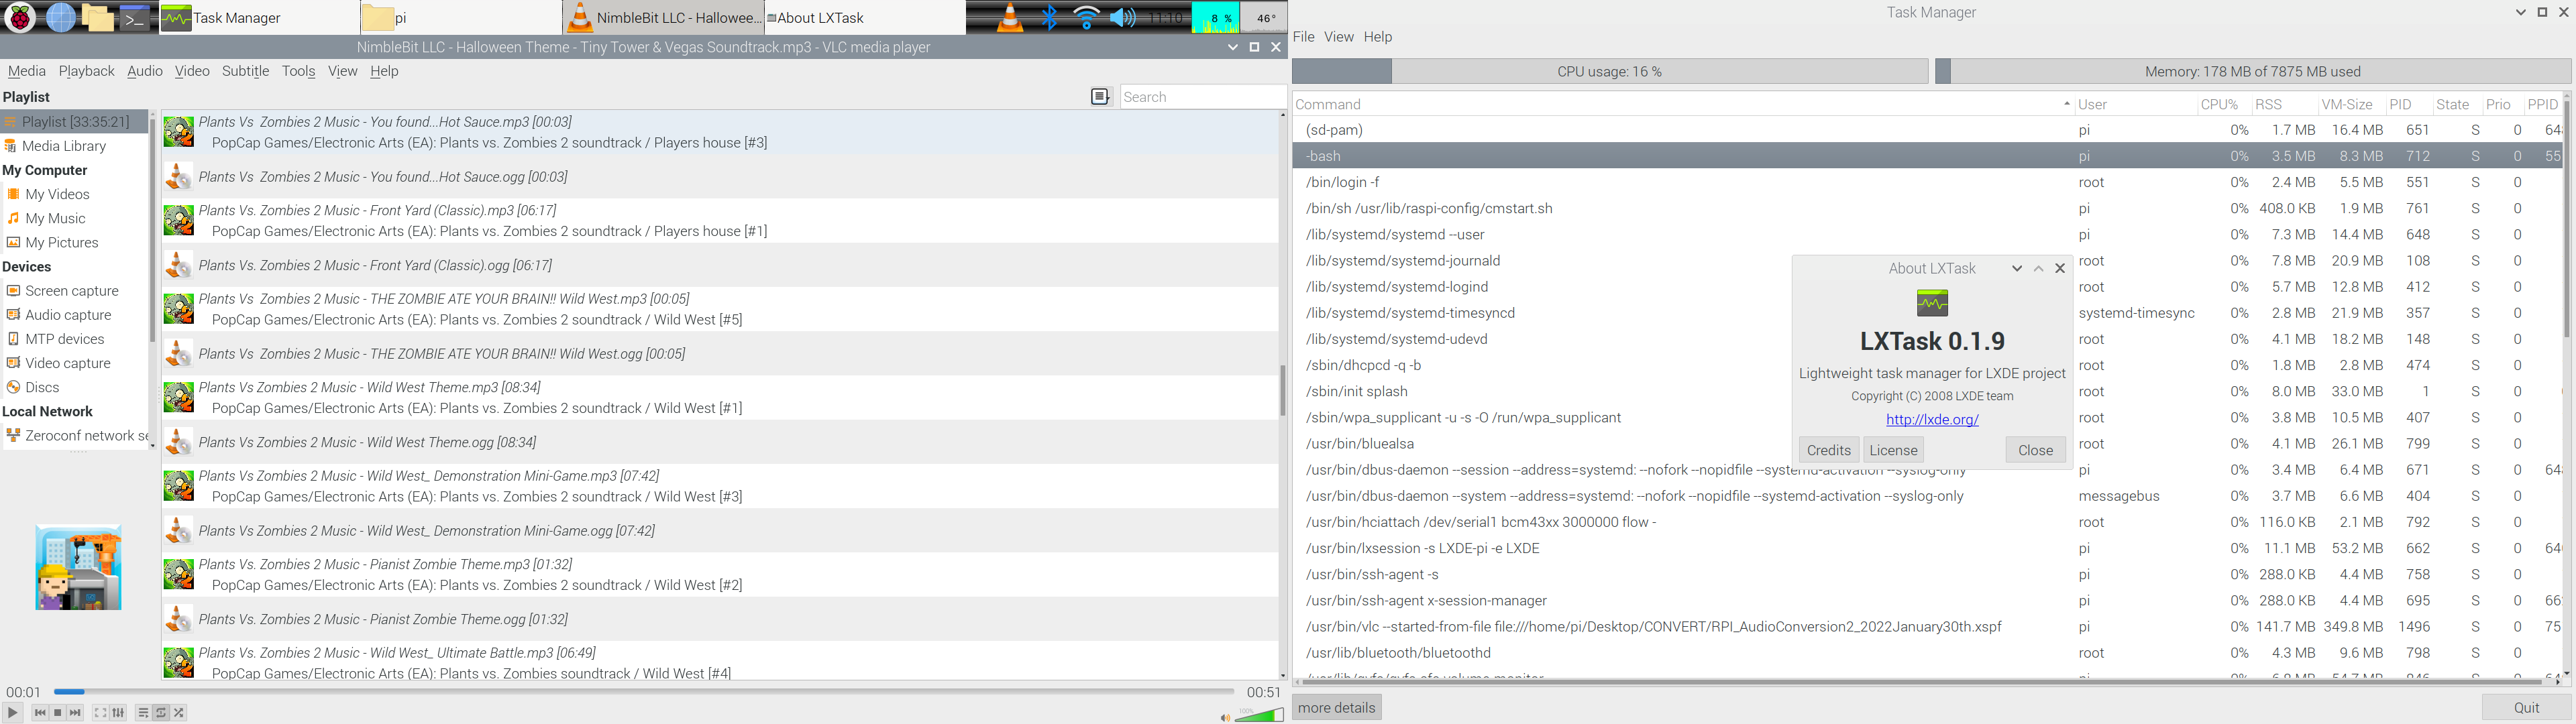 Task Manager
pi
NimbleBit LLC - Hallowee...
About LXTask
11:10
8 %
46°
NimbleBit LLC - Halloween Theme - Tiny Tower & Vegas Soundtrack.mp3 - VLC media player
Media Playback Audio Video Subtitle Tools View Help
Playlist
Search
Playlist [33:35:21]
Media Library
My Computer
My Videos
My Music
My Pictures
Devices
Screen capture
Audio capture
MTP devices
Video capture
Discs
Local Network
Zeroconf network se
Plants Vs  Zombies 2 Music - You found...Hot Sauce.mp3 [00:03]
PopCap Games/Electronic Arts (EA): Plants vs. Zombies 2 soundtrack / Players house [#3]
Plants Vs  Zombies 2 Music - You found...Hot Sauce.ogg [00:03]
Plants Vs. Zombies 2 Music - Front Yard (Classic).mp3 [06:17]
PopCap Games/Electronic Arts (EA): Plants vs. Zombies 2 soundtrack / Players house [#1]
Plants Vs. Zombies 2 Music - Front Yard (Classic).ogg [06:17]
Plants Vs  Zombies 2 Music - THE ZOMBIE ATE YOUR BRAIN!! Wild West.mp3 [00:05]
PopCap Games/Electronic Arts (EA): Plants vs. Zombies 2 soundtrack / Wild West [#5]
Plants Vs  Zombies 2 Music - THE ZOMBIE ATE YOUR BRAIN!! Wild West.ogg [00:05]
Plants Vs Zombies 2 Music - Wild West Theme.mp3 [08:34]
PopCap Games/Electronic Arts (EA): Plants vs. Zombies 2 soundtrack / Wild West [#1]
Plants Vs Zombies 2 Music - Wild West Theme.ogg [08:34]
Plants Vs Zombies 2 Music - Wild West_ Demonstration Mini-Game.mp3 [07:42]
PopCap Games/Electronic Arts (EA): Plants vs. Zombies 2 soundtrack / Wild West [#3]
Plants Vs Zombies 2 Music - Wild West_ Demonstration Mini-Game.ogg [07:42]
Plants Vs. Zombies 2 Music - Pianist Zombie Theme.mp3 [01:32]
PopCap Games/Electronic Arts (EA): Plants vs. Zombies 2 soundtrack / Wild West [#2]
Plants Vs. Zombies 2 Music - Pianist Zombie Theme.ogg [01:32]
Plants Vs. Zombies 2 Music - Wild West_ Ultimate Battle.mp3 [06:49]
PopCap Games/Electronic Arts (EA): Plants vs. Zombies soundtrack / Wild West [#4]
00:01
00:51
100%
Task Manager
File View Help
CPU usage: 16 %
Memory: 178 MB of 7875 MB used
Command User CPU% RSS VM-Size PID State Prio PPID
(sd-pam) pi 0% 1.7 MB 16.4 MB 651 S 0 64
-bash pi 0% 3.5 MB 8.3 MB 712 S 0 55
/bin/login -f root 0% 2.4 MB 5.5 MB 551 S 0
/bin/sh /usr/lib/raspi-config/cmstart.sh pi 0% 408.0 KB 1.9 MB 761 S 0
/lib/systemd/systemd --user pi 0% 7.3 MB 14.4 MB 648 S 0
/lib/systemd/systemd-journald root 0% 7.8 MB 20.9 MB 108 S 0
/lib/systemd/systemd-logind root 0% 5.7 MB 12.8 MB 412 S 0
/lib/systemd/systemd-timesyncd systemd-timesync 0% 2.8 MB 21.9 MB 357 S 0
/lib/systemd/systemd-udevd root 0% 4.1 MB 18.2 MB 148 S 0
/sbin/dhcpcd -q -b root 0% 1.8 MB 2.8 MB 474 S 0
/sbin/init splash root 0% 8.0 MB 33.0 MB 1 S 0
/sbin/wpa_supplicant -u -s -O /run/wpa_supplicant root 0% 3.8 MB 10.5 MB 407 S 0
/usr/bin/bluealsa root 0% 4.1 MB 26.1 MB 799 S 0
/usr/bin/dbus-daemon --session --address=systemd: --nofork --nopidfile --systemd-activation --syslog-only pi 0% 3.4 MB 6.4 MB 671 S 0 64
/usr/bin/dbus-daemon --system --address=systemd: --nofork --nopidfile --systemd-activation --syslog-only messagebus 0% 3.7 MB 6.6 MB 404 S 0
/usr/bin/hciattach /dev/serial1 bcm43xx 3000000 flow - root 0% 116.0 KB 2.1 MB 792 S 0
/usr/bin/lxsession -s LXDE-pi -e LXDE pi 0% 11.1 MB 53.2 MB 662 S 0 64
/usr/bin/ssh-agent -s pi 0% 288.0 KB 4.4 MB 758 S 0
/usr/bin/ssh-agent x-session-manager pi 0% 288.0 KB 4.4 MB 695 S 0 66
/usr/bin/vlc --started-from-file file:///home/pi/Desktop/CONVERT/RPI_AudioConversion2_2022January30th.xspf pi 0% 141.7 MB 349.8 MB 1496 S 0 75
/usr/lib/bluetooth/bluetoothd root 0% 4.3 MB 9.6 MB 798 S 0
About LXTask
LXTask 0.1.9
Lightweight task manager for LXDE project
Copyright (C) 2008 LXDE team
http://lxde.org/
Credits License Close
more details
Quit